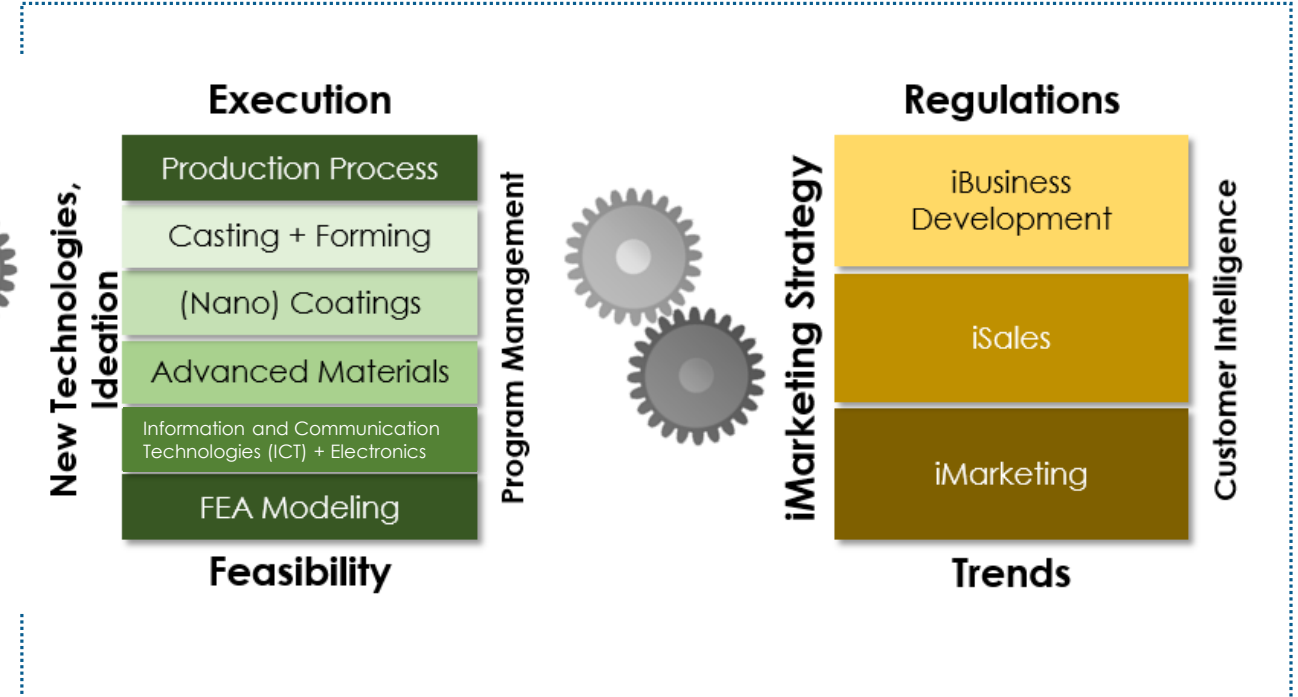 Execution
New Technologies,
Ideation
Production Process
Casting + Forming
(Nano) Coatings
Advanced Materials
Information and Communication
Technologies (ICT) + Electronics
FEA Modeling
Program Management
Feasibility
Regulations
iMarketing Strategy
iBusiness
Development
iSales
iMarketing
Customer Intelligence
Trends